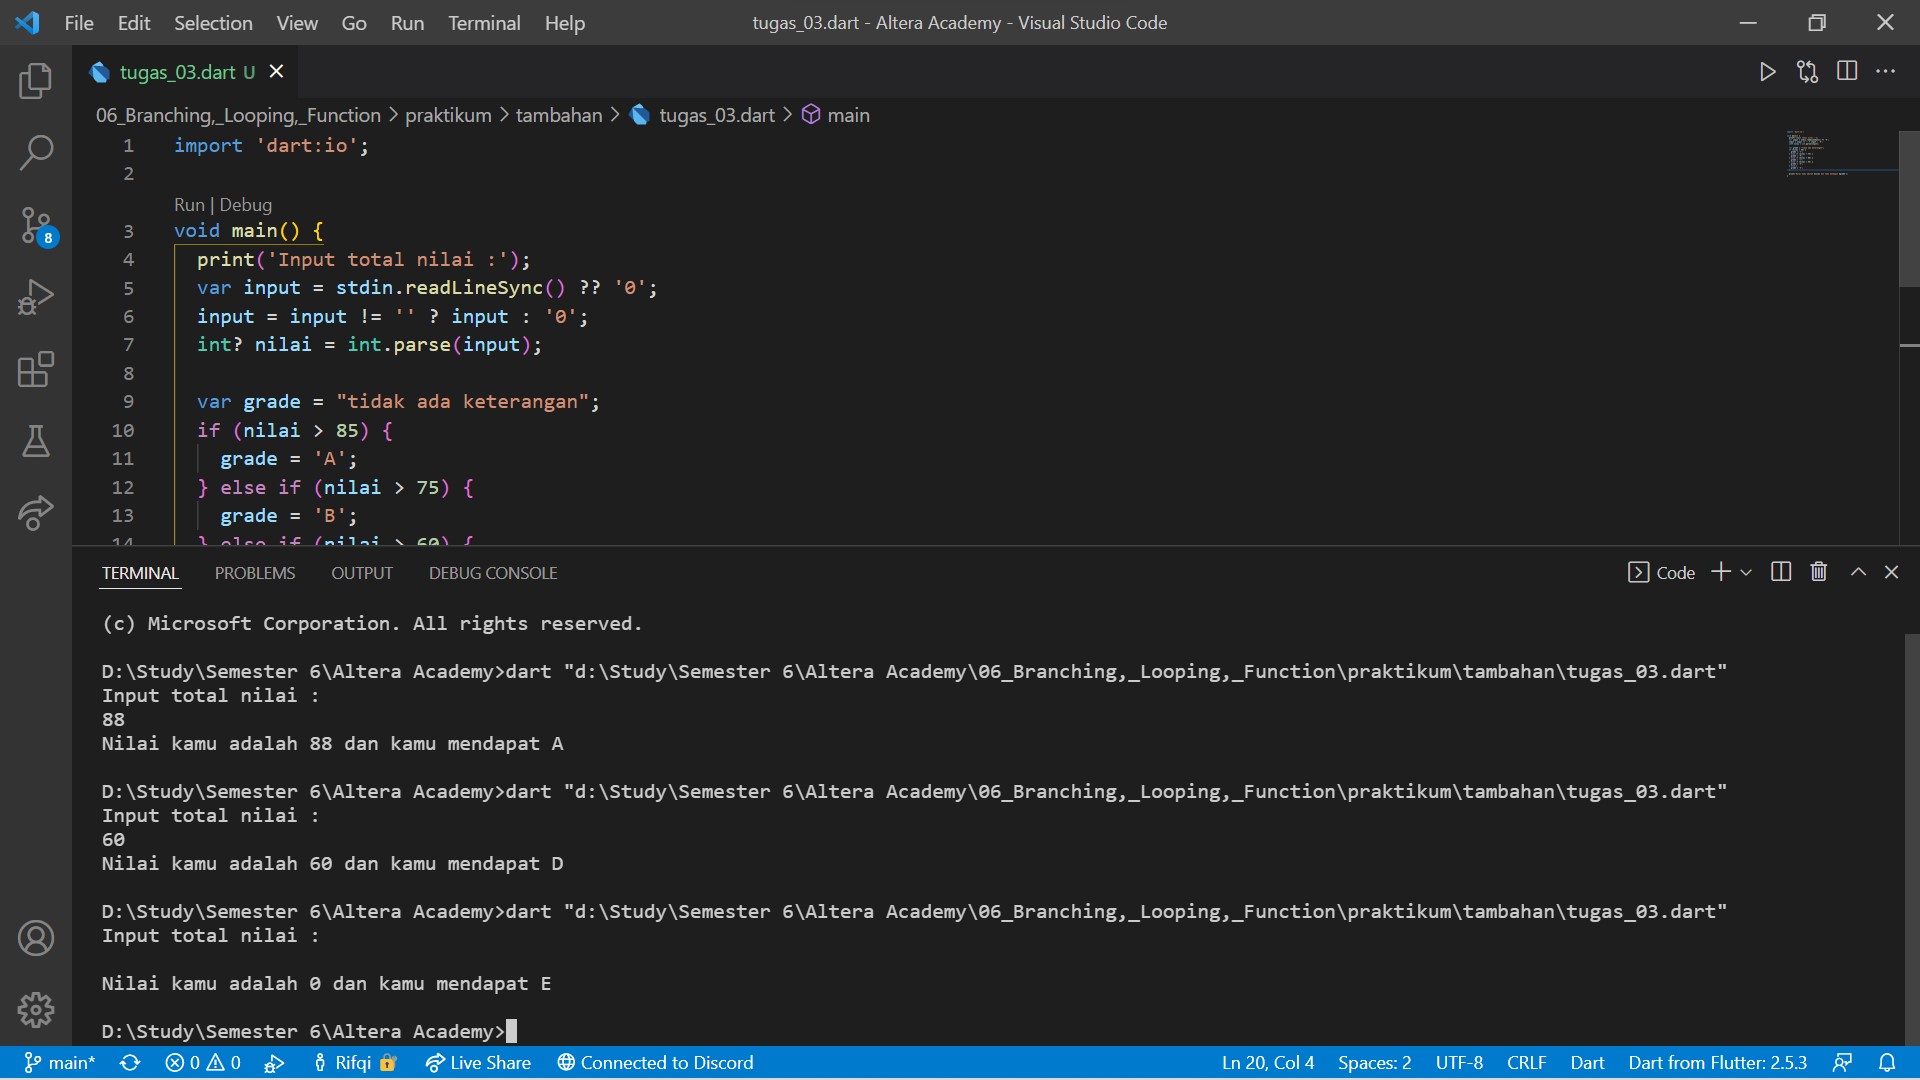 File Edit Selection View Go Run Terminal Help
tugas_03.dart - Altera Academy - Visual Studio Code
tugas_03.dart U
06_Branching,_Looping,_Function > praktikum > tambahan > tugas_03.dart > main
1 import 'dart:io';
2
Run | Debug
3 void main() {
4 print('Input total nilai :');
5 var input = stdin.readLineSync() ?? '0';
6 input = input != '' ? input : '0';
7 int? nilai = int.parse(input);
8
9 var grade = "tidak ada keterangan";
10 if (nilai > 85) {
11 grade = 'A';
12 } else if (nilai > 75) {
13 grade = 'B';
14 } else if (nilai > 60) {
TERMINAL PROBLEMS OUTPUT DEBUG CONSOLE
Code
(c) Microsoft Corporation. All rights reserved.
D:\Study\Semester 6\Altera Academy>dart "d:\Study\Semester 6\Altera Academy\06_Branching,_Looping,_Function\praktikum\tambahan\tugas_03.dart"
Input total nilai :
88
Nilai kamu adalah 88 dan kamu mendapat A
D:\Study\Semester 6\Altera Academy>dart "d:\Study\Semester 6\Altera Academy\06_Branching,_Looping,_Function\praktikum\tambahan\tugas_03.dart"
Input total nilai :
60
Nilai kamu adalah 60 dan kamu mendapat D
D:\Study\Semester 6\Altera Academy>dart "d:\Study\Semester 6\Altera Academy\06_Branching,_Looping,_Function\praktikum\tambahan\tugas_03.dart"
Input total nilai :
Nilai kamu adalah 0 dan kamu mendapat E
D:\Study\Semester 6\Altera Academy>
8
main* 0 0 Rifqi Live Share Connected to Discord
Ln 20, Col 4 Spaces: 2 UTF-8 CRLF Dart Dart from Flutter: 2.5.3